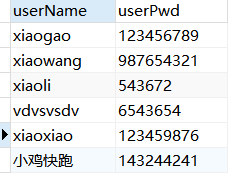 userName userPwd
xiaogao 123456789
xiaowang 987654321
xiaoli 543672
vdvsvsdv 6543654
xiaoxiao 123459876
小鸡快跑 143244241